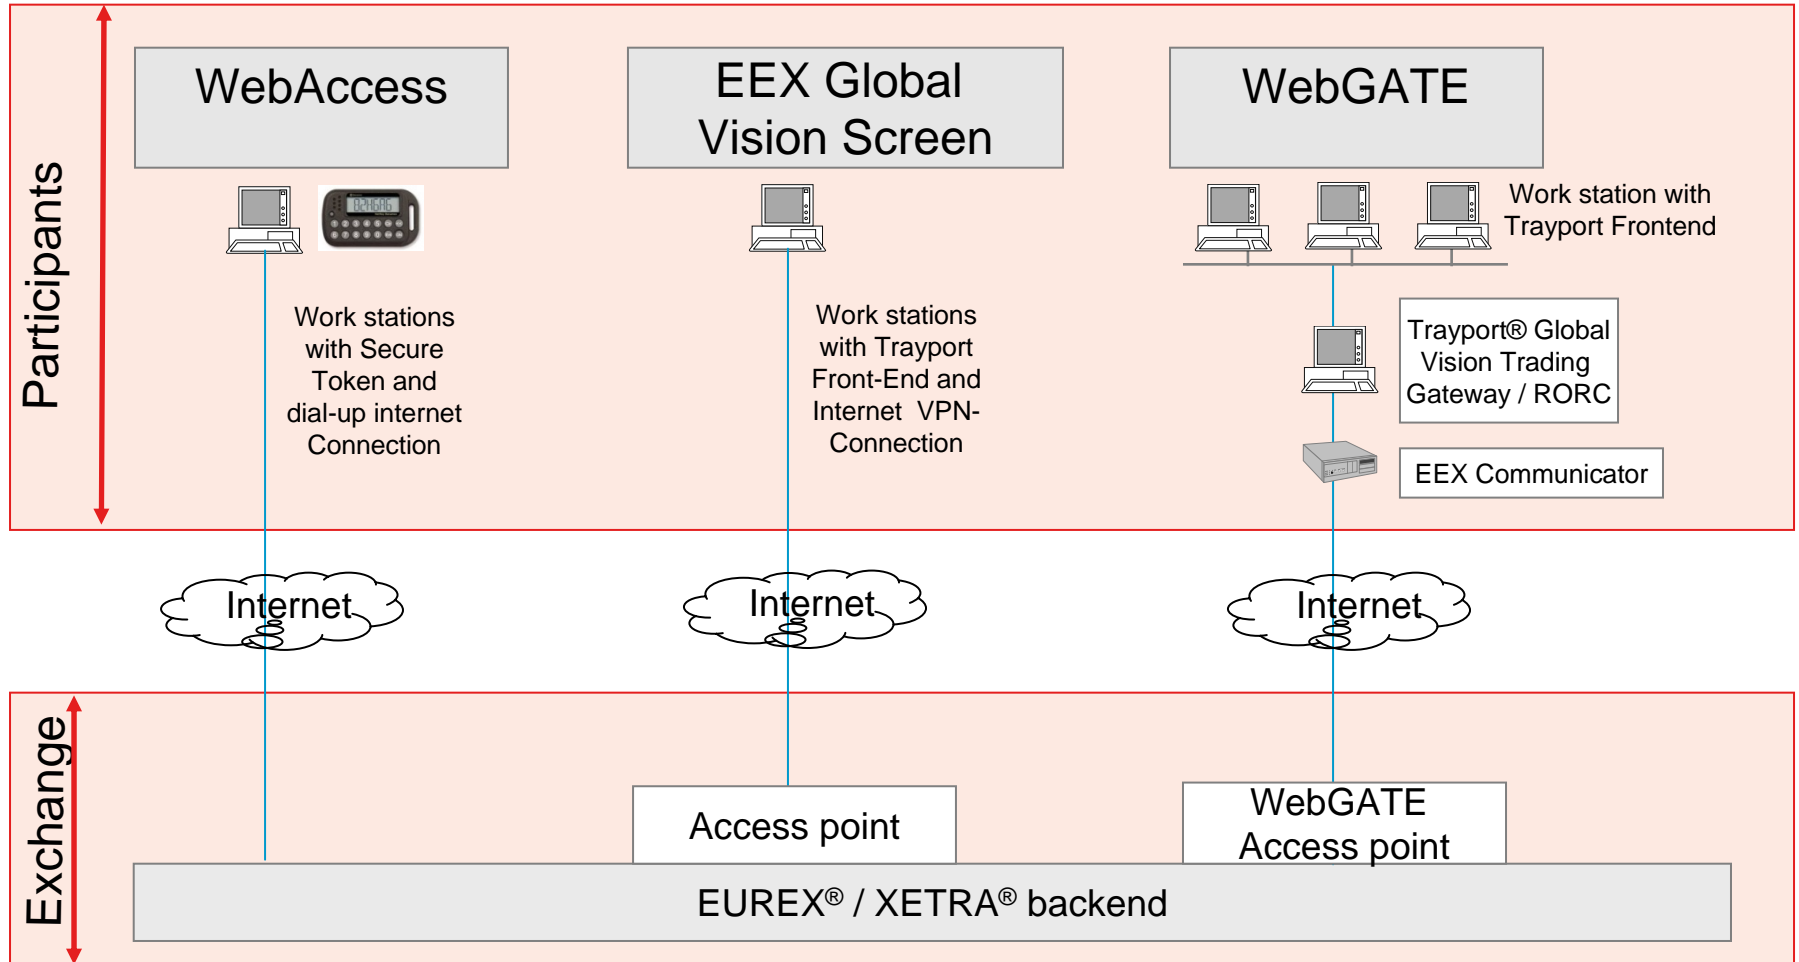 Participants
WebAccess
EEX Global
Vision Screen
WebGATE
Work station with
Trayport Frontend
Work stations
with Secure
Token and
dial-up internet
Connection
Work stations
with Trayport
Front-End and
Internet  VPN-
Connection
Trayport® Global
Vision Trading
Gateway / RORC
EEX Communicator
Internet
Internet
Internet
Exchange
Access point
WebGATE
Access point
EUREX® / XETRA® backend